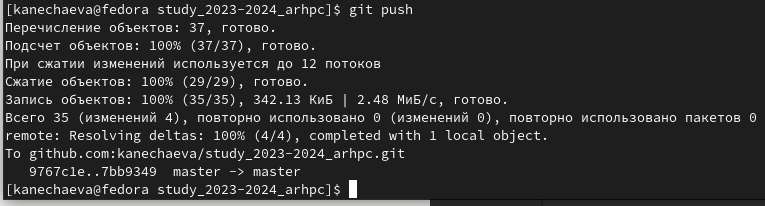 [kanechaeva@fedora study_2023-2024_arhpc]$ git push
Перечисление объектов: 37, готово.
Подсчет объектов: 100% (37/37), готово.
При сжатии изменений используется до 12 потоков
Сжатие объектов: 100% (29/29), готово.
Запись объектов: 100% (35/35), 342.13 КиБ | 2.48 МиБ/с, готово.
Всего 35 (изменений 4), повторно использовано 0 (изменений 0), повторно использовано пакетов 0
remote: Resolving deltas: 100% (4/4), completed with 1 local object.
To github.com:kanechaeva/study_2023-2024_arhpc.git
   9767c1e..7bb9349  master -> master
[kanechaeva@fedora study_2023-2024_arhpc]$